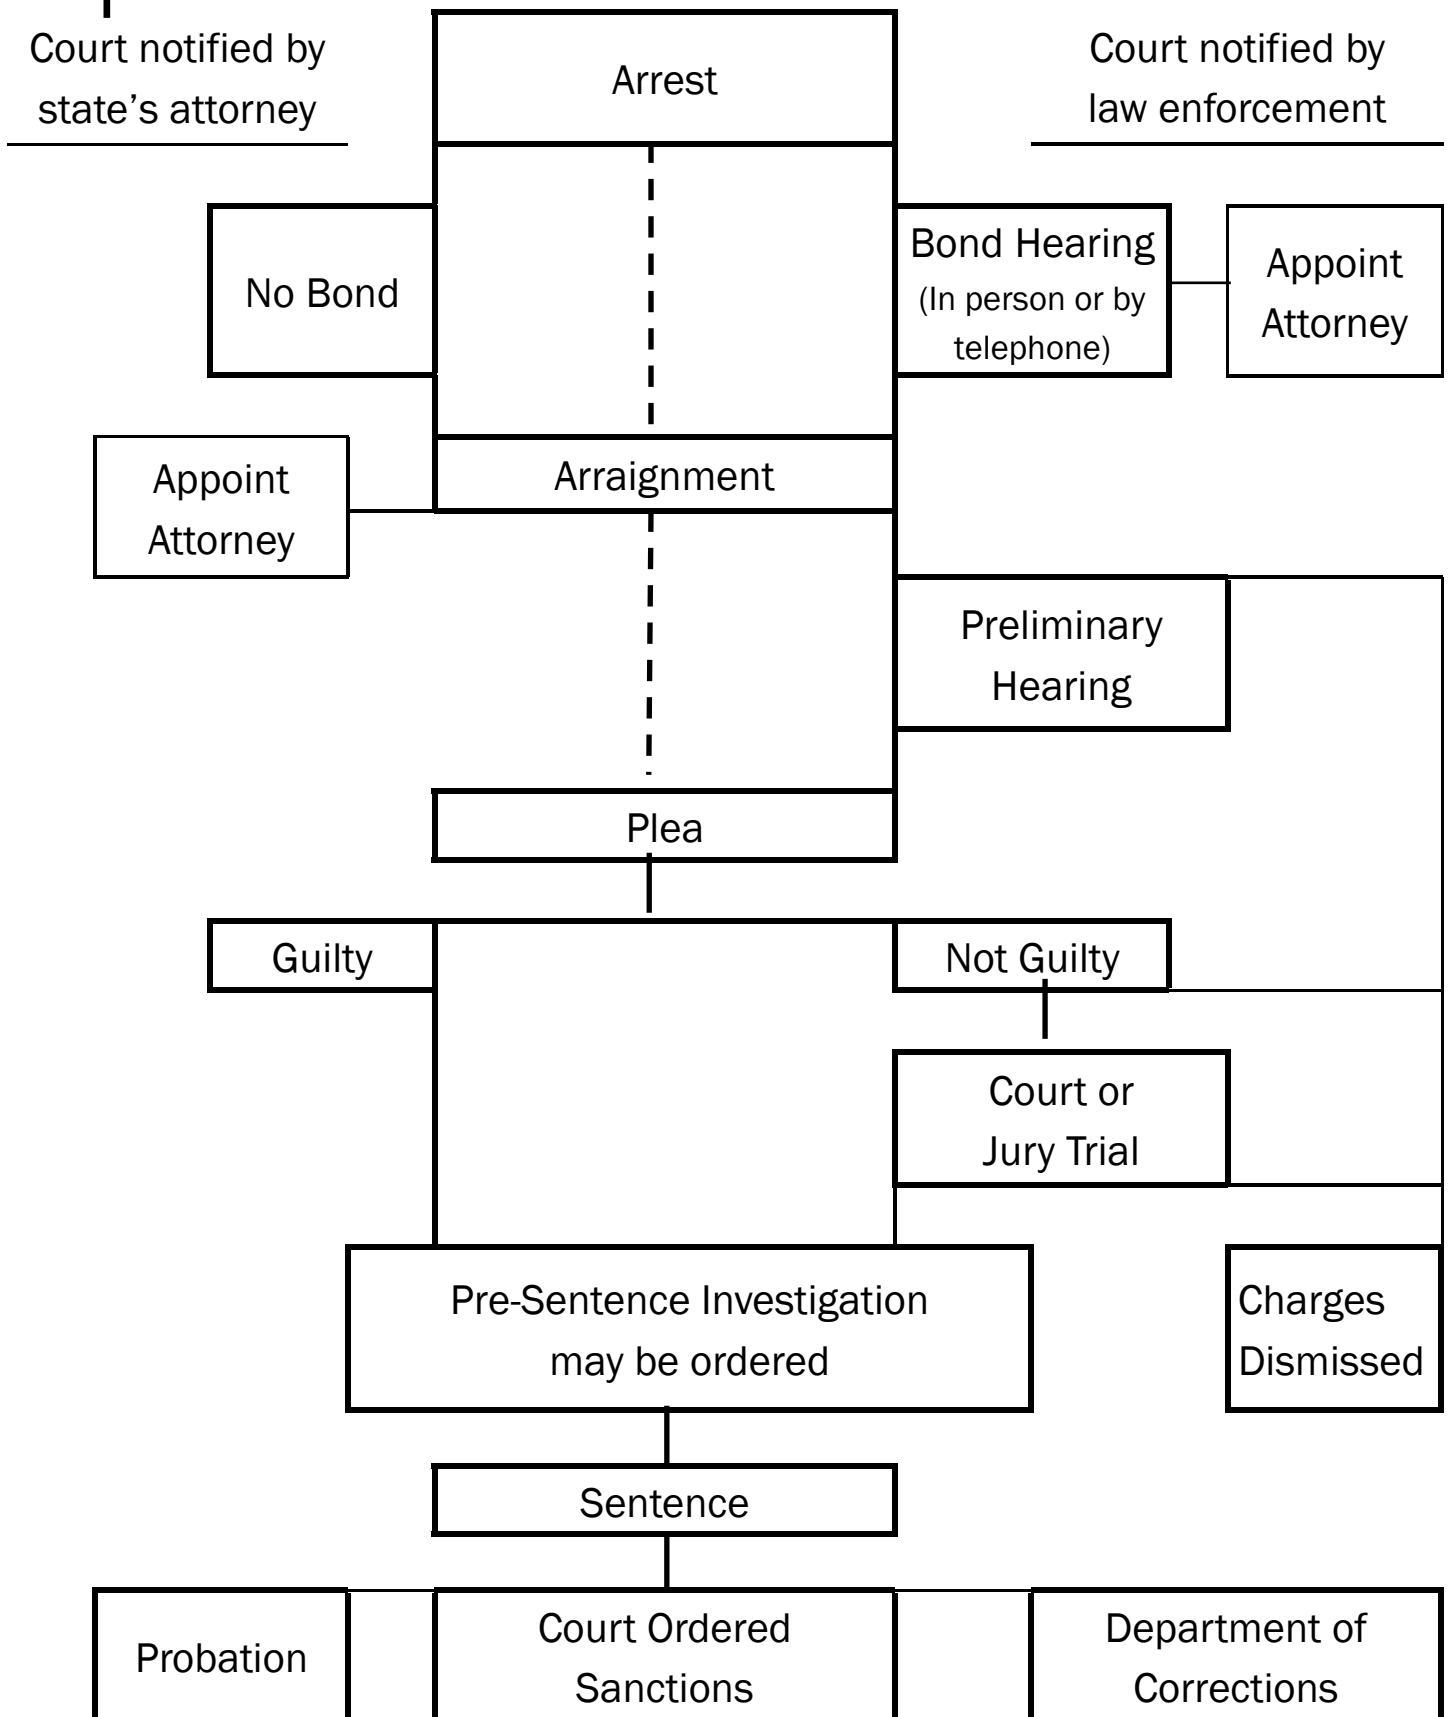 Court notified by
state’s attorney
Arrest
Court notified by
law enforcement
No Bond
Bond Hearing
(In person or by
telephone)
Appoint
Attorney
Appoint
Attorney
Arraignment
Preliminary
Hearing
Plea
Guilty
Not Guilty
Court or
Jury Trial
Pre-Sentence Investigation
may be ordered
Charges
Dismissed
Sentence
Probation
Court Ordered
Sanctions
Department of
Corrections